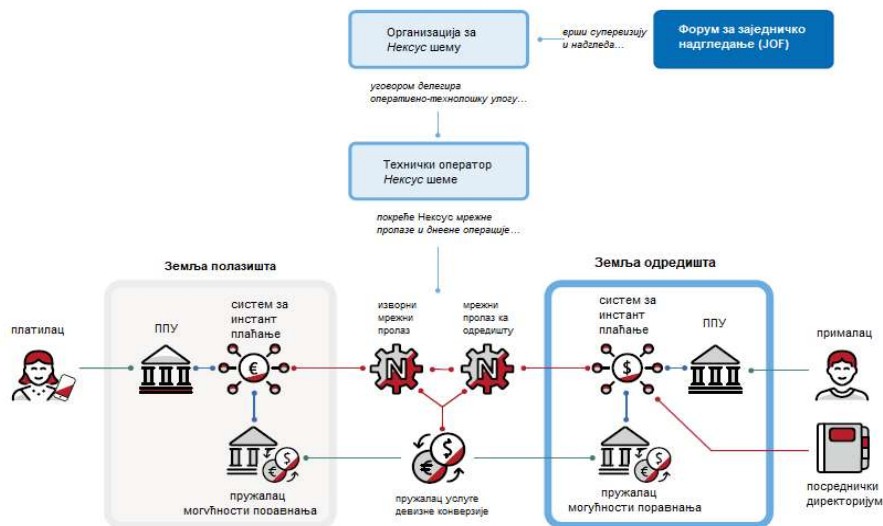 Организација за
Нексус шему
врши супервизију
и надгледа...
Форум за заједничко
надгледање (JOF)
уговором делегира
оперативно-технолошку улогу...
Технички оператор
Нексус шеме
покреће Нексус мрежне
пролазе и дневне операције...
Земља полазишта
Земља одредишта
платилац
ППУ
систем за
инстант
плаћање
изворни
мрежни
пролаз
мрежни
пролаз ка
одредишту
систем за
инстант
плаћање
ППУ
прималац
€
N
N
$
$
€
$
€
$
€
пружалац
могућности поравнања
пружалац услуге
девизне конверзије
пружалац
могућности поравнања
посреднички
директоријум